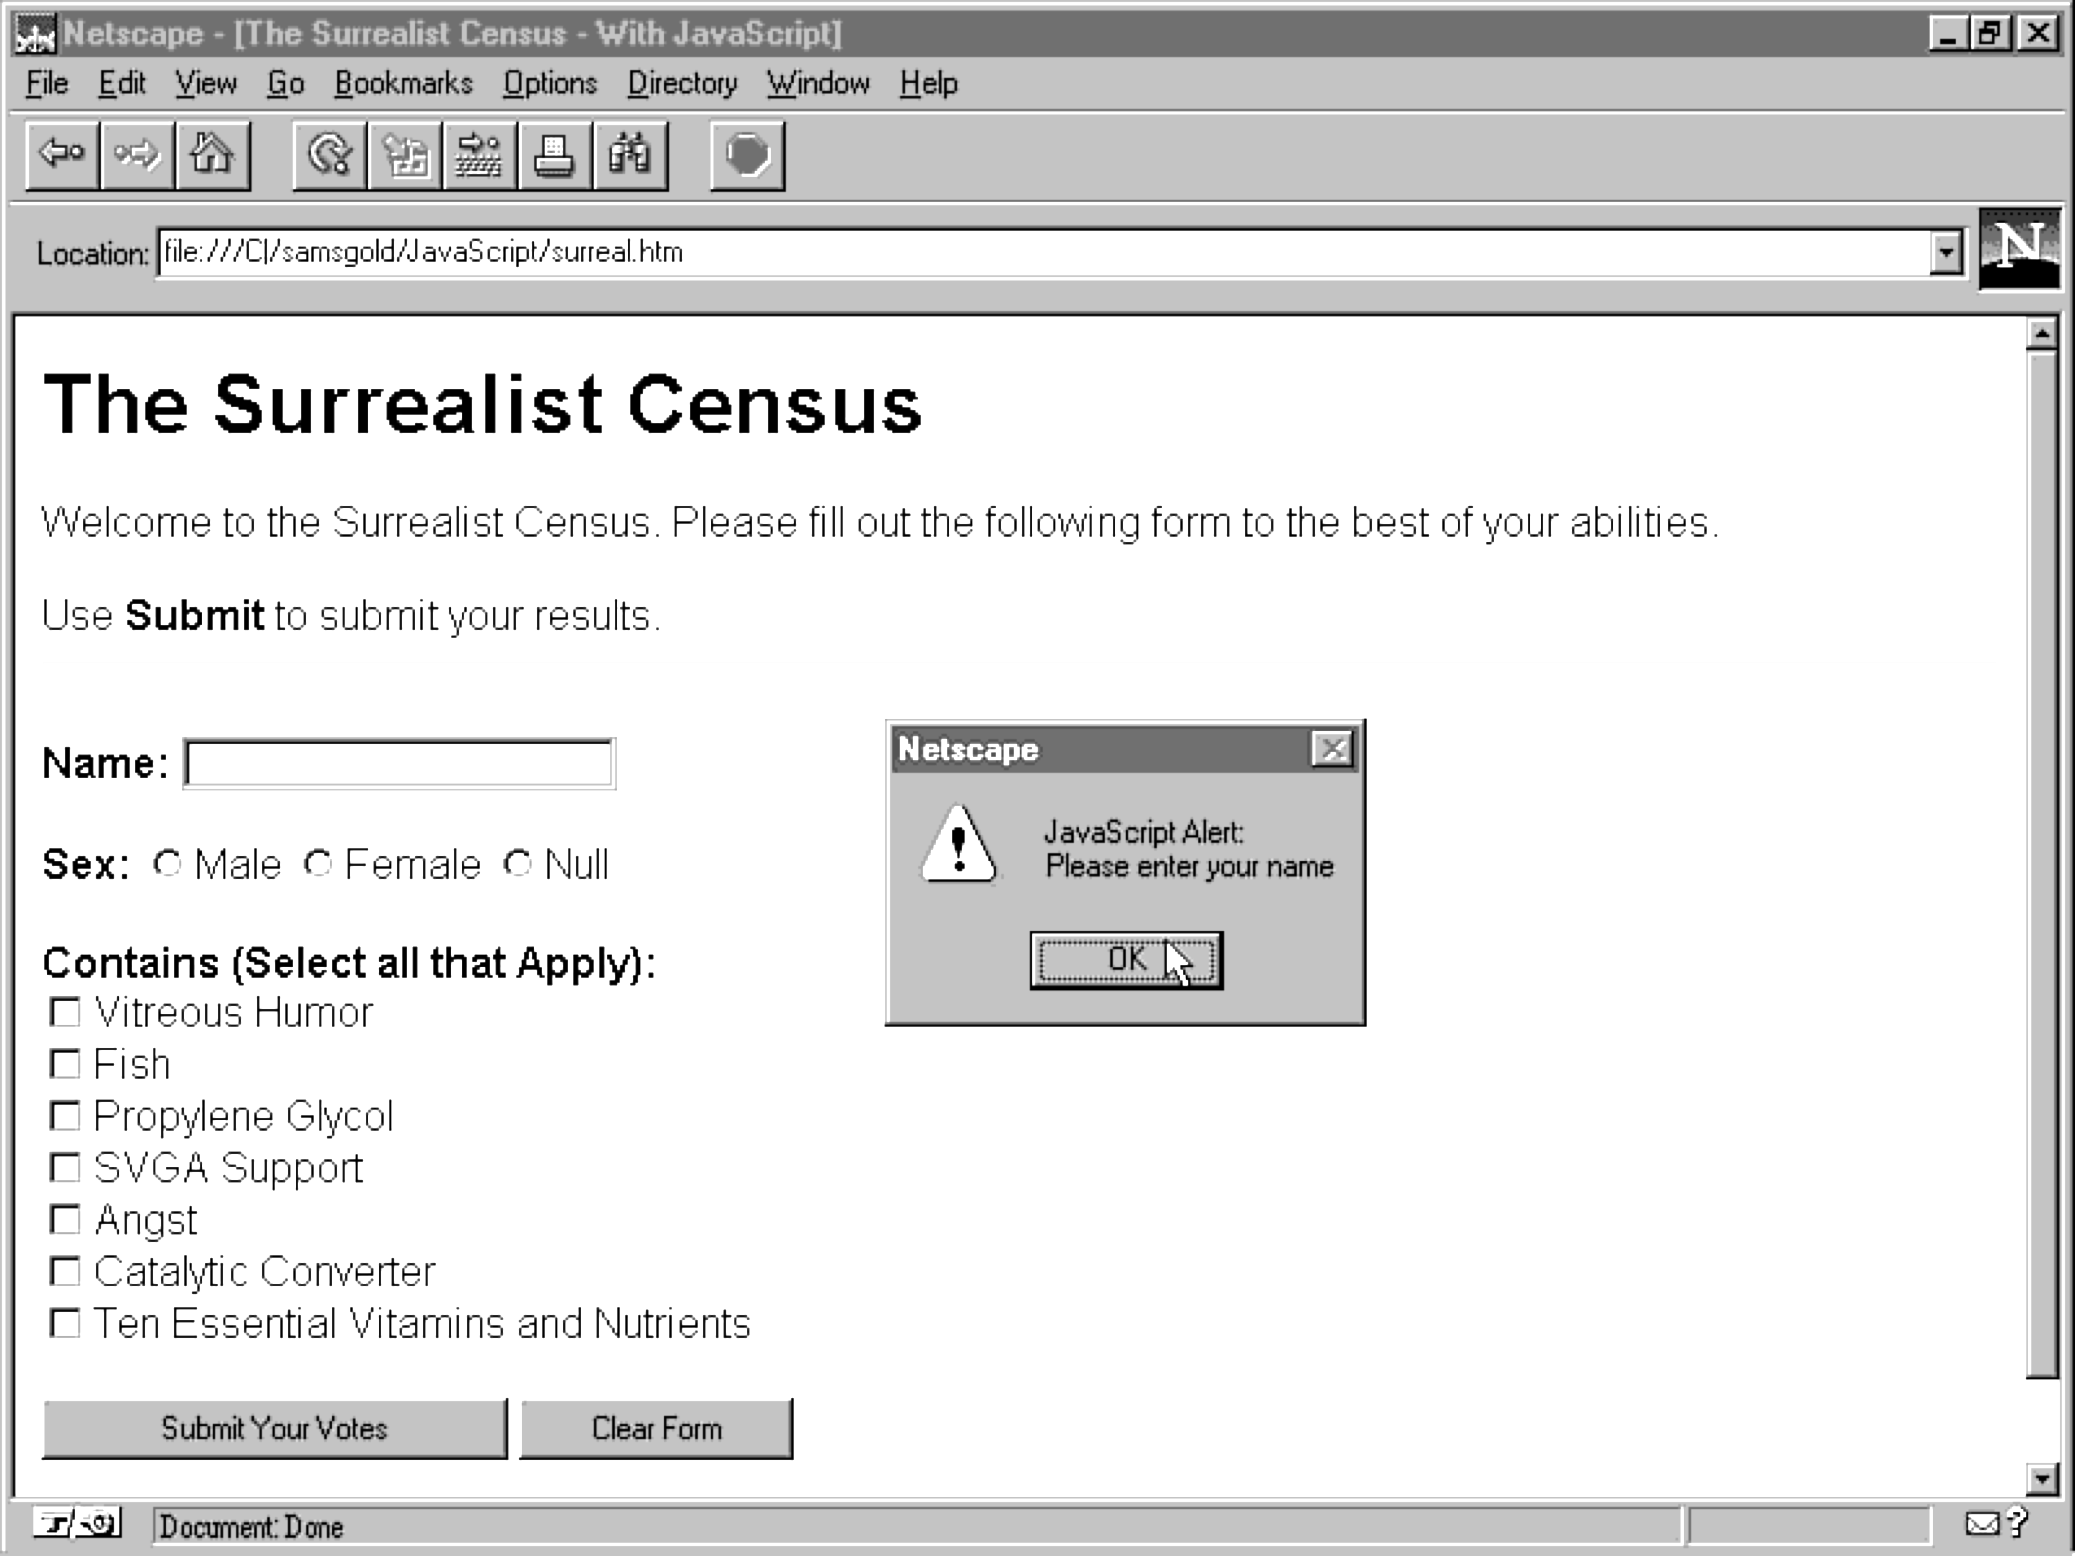 Netscape - [The Surrealist Census - With JavaScript]
File Edit View Go Bookmarks Options Directory Window Help
Location: file:///C|/samsgold/JavaScript/surreal.htm
N
The Surrealist Census
Welcome to the Surrealist Census. Please fill out the following form to the best of your abilities.
Use Submit to submit your results.
Name:
Netscape
JavaScript Alert:
Please enter your name
OK
Sex: Male Female Null
Contains (Select all that Apply):
Vitreous Humor
Fish
Propylene Glycol
SVGA Support
Angst
Catalytic Converter
Ten Essential Vitamins and Nutrients
Submit Your Votes Clear Form
Document: Done